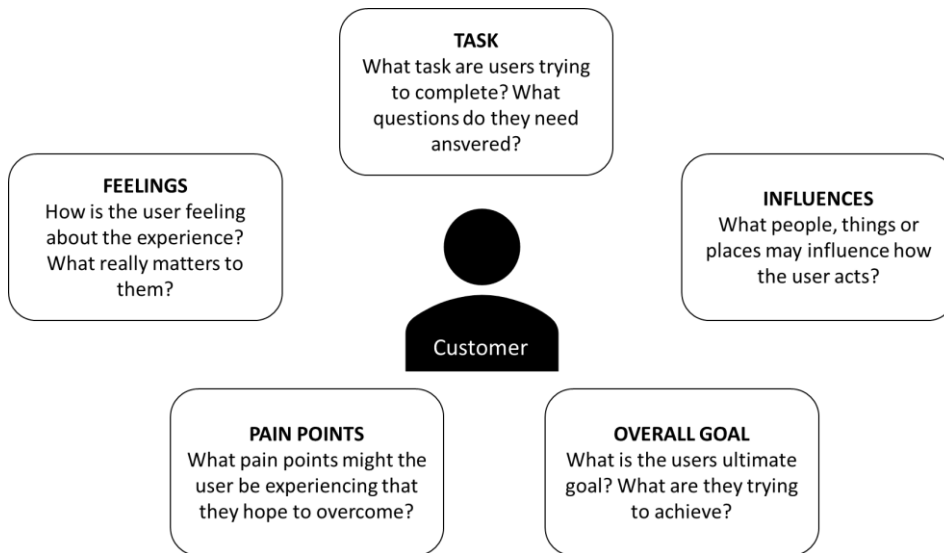 TASK
What task are users trying
to complete? What
questions do they need
ansvered?
FEELINGS
How is the user feeling
about the experience?
What really matters to
them?
INFLUENCES
What people, things or
places may influence how
the user acts?
Customer
PAIN POINTS
What pain points might the
user be experiencing that
they hope to overcome?
OVERALL GOAL
What is the users ultimate
goal? What are they trying
to achieve?